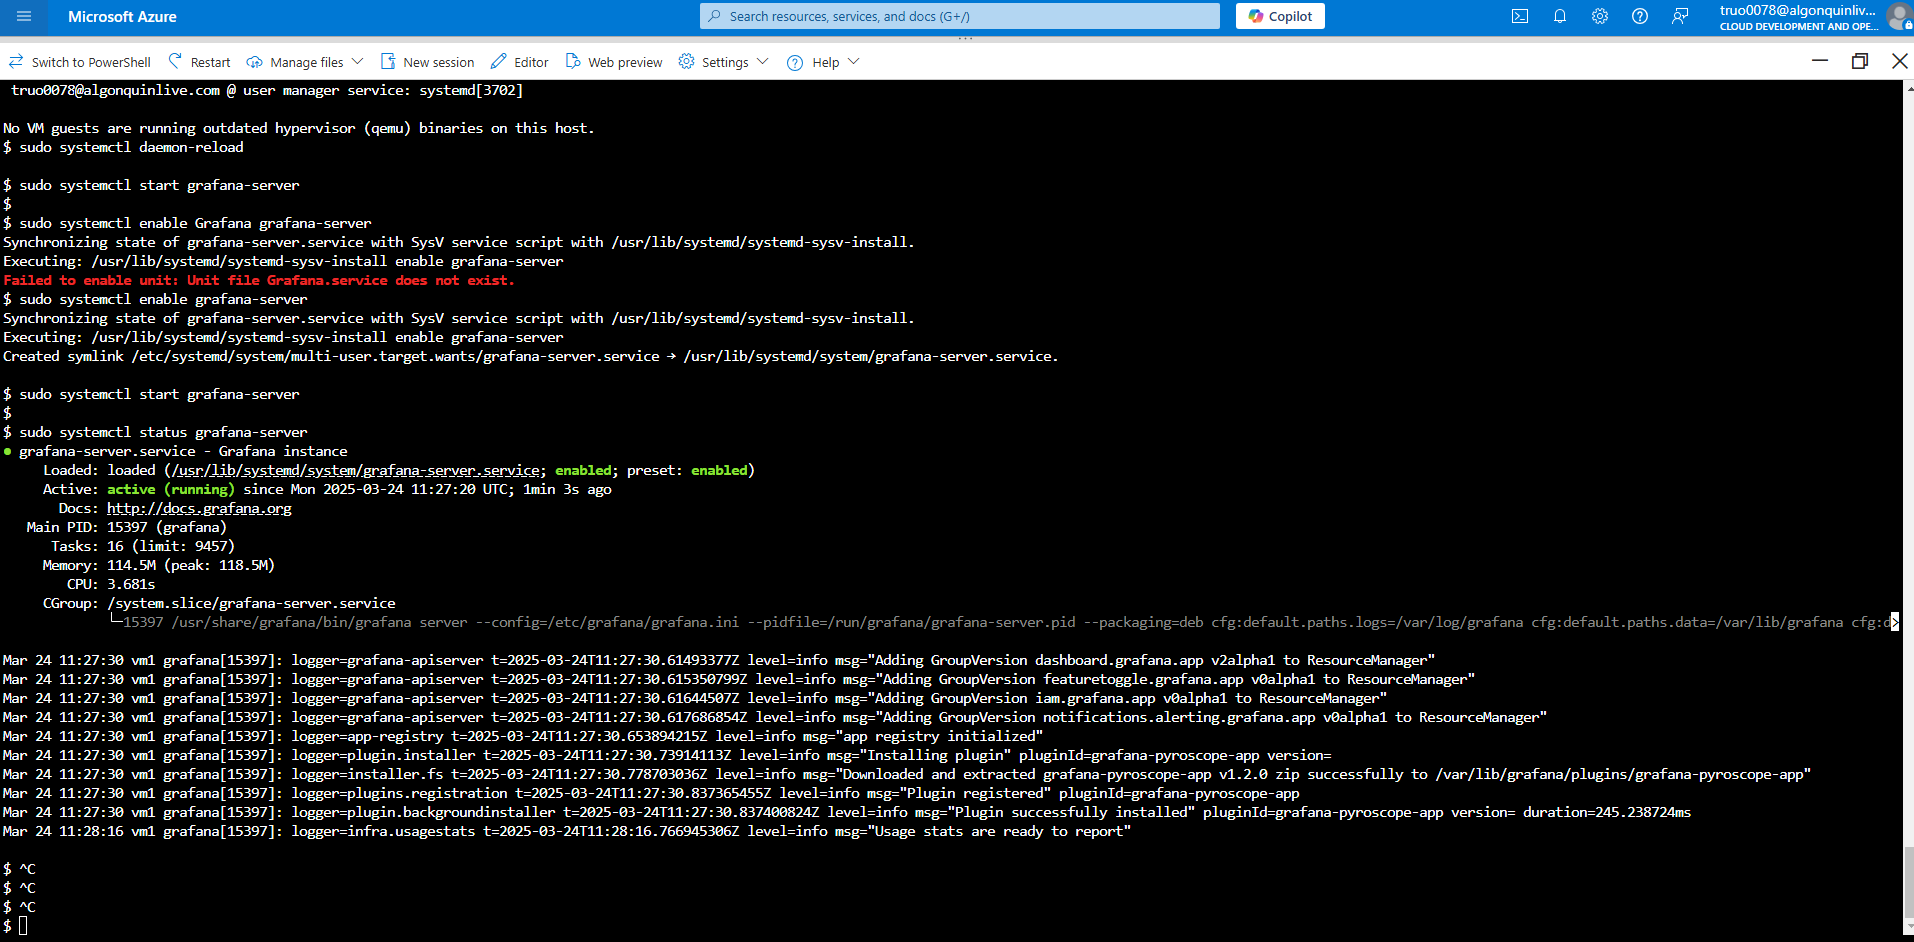 Microsoft Azure
Search resources, services, and docs (G+/)
Copilot
truo0078@algonquinliv...
CLOUD DEVELOPMENT AND OPE...
Switch to PowerShell Restart Manage files New session Editor Web preview Settings Help
truo0078@algonquinlive.com @ user manager service: systemd[3702]
No VM guests are running outdated hypervisor (qemu) binaries on this host.
$ sudo systemctl daemon-reload
$ sudo systemctl start grafana-server
$
$ sudo systemctl enable Grafana grafana-server
Synchronizing state of grafana-server.service with SysV service script with /usr/lib/systemd/systemd-sysv-install.
Executing: /usr/lib/systemd/systemd-sysv-install enable grafana-server
Failed to enable unit: Unit file Grafana.service does not exist.
$ sudo systemctl enable grafana-server
Synchronizing state of grafana-server.service with SysV service script with /usr/lib/systemd/systemd-sysv-install.
Executing: /usr/lib/systemd/systemd-sysv-install enable grafana-server
Created symlink /etc/systemd/system/multi-user.target.wants/grafana-server.service → /usr/lib/systemd/system/grafana-server.service.
$ sudo systemctl start grafana-server
$
$ sudo systemctl status grafana-server
● grafana-server.service - Grafana instance
Loaded: loaded (/usr/lib/systemd/system/grafana-server.service; enabled; preset: enabled)
Active: active (running) since Mon 2025-03-24 11:27:20 UTC; 1min 3s ago
Docs: http://docs.grafana.org
Main PID: 15397 (grafana)
Tasks: 16 (limit: 9457)
Memory: 114.5M (peak: 118.5M)
CPU: 3.681s
CGroup: /system.slice/grafana-server.service
└─15397 /usr/share/grafana/bin/grafana server --config=/etc/grafana/grafana.ini --pidfile=/run/grafana/grafana-server.pid --packaging=deb cfg:default.paths.logs=/var/log/grafana cfg:default.paths.data=/var/lib/grafana cfg:d>
Mar 24 11:27:30 vm1 grafana[15397]: logger=grafana-apiserver t=2025-03-24T11:27:30.61493377Z level=info msg="Adding GroupVersion dashboard.grafana.app v2alpha1 to ResourceManager"
Mar 24 11:27:30 vm1 grafana[15397]: logger=grafana-apiserver t=2025-03-24T11:27:30.615350799Z level=info msg="Adding GroupVersion featuretoggle.grafana.app v0alpha1 to ResourceManager"
Mar 24 11:27:30 vm1 grafana[15397]: logger=grafana-apiserver t=2025-03-24T11:27:30.61644507Z level=info msg="Adding GroupVersion iam.grafana.app v0alpha1 to ResourceManager"
Mar 24 11:27:30 vm1 grafana[15397]: logger=grafana-apiserver t=2025-03-24T11:27:30.617686854Z level=info msg="Adding GroupVersion notifications.alerting.grafana.app v0alpha1 to ResourceManager"
Mar 24 11:27:30 vm1 grafana[15397]: logger=app-registry t=2025-03-24T11:27:30.653894215Z level=info msg="app registry initialized"
Mar 24 11:27:30 vm1 grafana[15397]: logger=plugin.installer t=2025-03-24T11:27:30.73914113Z level=info msg="Installing plugin" pluginId=grafana-pyroscope-app version=
Mar 24 11:27:30 vm1 grafana[15397]: logger=installer.fs t=2025-03-24T11:27:30.778703036Z level=info msg="Downloaded and extracted grafana-pyroscope-app v1.2.0 zip successfully to /var/lib/grafana/plugins/grafana-pyroscope-app"
Mar 24 11:27:30 vm1 grafana[15397]: logger=plugins.registration t=2025-03-24T11:27:30.837365455Z level=info msg="Plugin registered" pluginId=grafana-pyroscope-app
Mar 24 11:27:30 vm1 grafana[15397]: logger=plugin.backgroundinstaller t=2025-03-24T11:27:30.837400824Z level=info msg="Plugin successfully installed" pluginId=grafana-pyroscope-app version= duration=245.238724ms
Mar 24 11:28:16 vm1 grafana[15397]: logger=infra.usagestats t=2025-03-24T11:28:16.766945306Z level=info msg="Usage stats are ready to report"
$ ^C
$ ^C
$ ^C
$